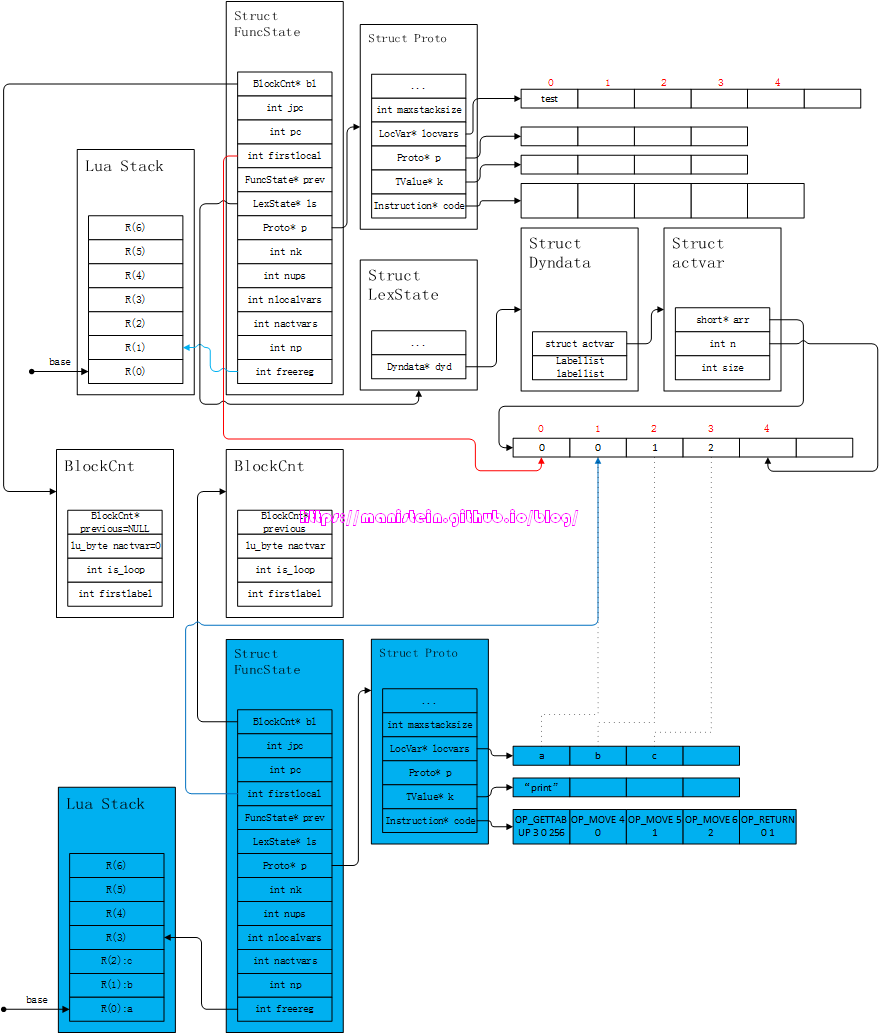 Struct
FuncState
BlockCnt* bl
int jpc
int pc
int firstlocal
FuncState* prev
LexState* ls
Proto* p
int nk
int nups
int nlocalvars
int nactvars
int np
int freereg
Struct Proto
...
int maxstacksize
LocVar* locvars
Proto* p
TValue* k
Instruction* code
0 1 2 3 4
test
Lua Stack
R(6)
R(5)
R(4)
R(3)
R(2)
R(1)
R(0)
base
Struct
LexState
...
Dyndata* dyd
Struct
Dyndata
struct actvar
Labellist
labellist
Struct
actvar
short* arr
int n
int size
0 1 2 3 4
0 0 1 2
BlockCnt
BlockCnt*
previous=NULL
lu_byte nactvar=0
int is_loop
int firstlabel
BlockCnt
BlockCnt*
previous
lu_byte nactvar
int is_loop
int firstlabel
https://manistein.github.io/blog/
Struct
FuncState
BlockCnt* bl
int jpc
int pc
int firstlocal
FuncState* prev
LexState* ls
Proto* p
int nk
int nups
int nlocalvars
int nactvars
int np
int freereg
Struct Proto
...
int maxstacksize
LocVar* locvars
Proto* p
TValue* k
Instruction* code
a b c
“print”
OP_GETTAB
UP 3 0 256
OP_MOVE 4
0
OP_MOVE 5
1
OP_MOVE 6
2
OP_RETURN
0 1
Lua Stack
R(6)
R(5)
R(4)
R(3)
R(2):c
R(1):b
R(0):a
base